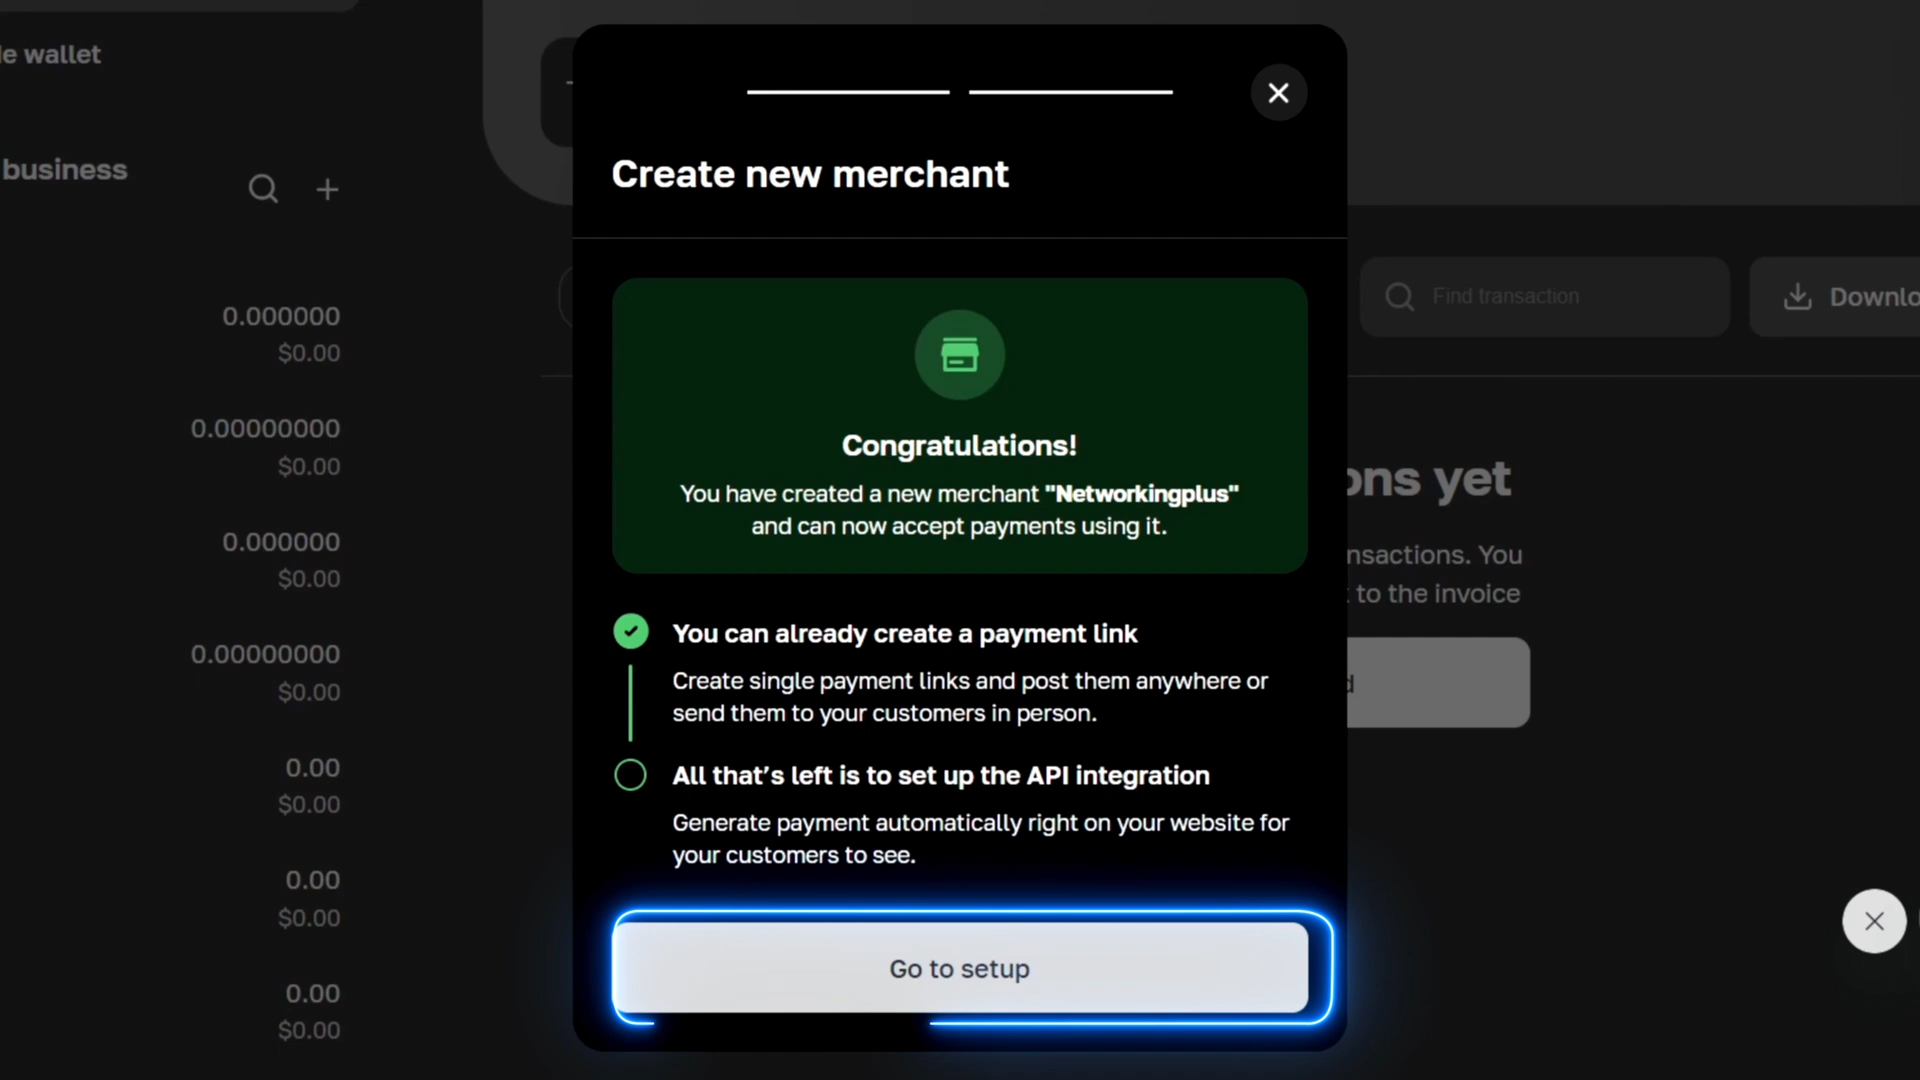 wallet
business
0.000000
$0.00
0.00000000
$0.00
0.000000
$0.00
0.00000000
$0.00
0.00
$0.00
0.00
$0.00
0.00
$0.00
Create new merchant
Congratulations!
You have created a new merchant "Networkingplus"
and can now accept payments using it.
You can already create a payment link
Create single payment links and post them anywhere or
send them to your customers in person.
All that’s left is to set up the API integration
Generate payment automatically right on your website for
your customers to see.
Go to setup
Find transaction
Downlo
ons yet
nsactions. You
to the invoice